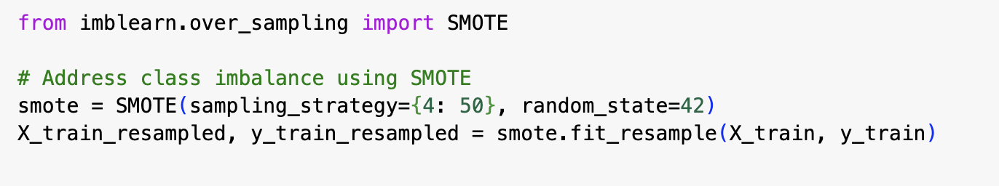 from imblearn.over_sampling import SMOTE
# Address class imbalance using SMOTE
smote = SMOTE(sampling_strategy={4: 50}, random_state=42)
X_train_resampled, y_train_resampled = smote.fit_resample(X_train, y_train)